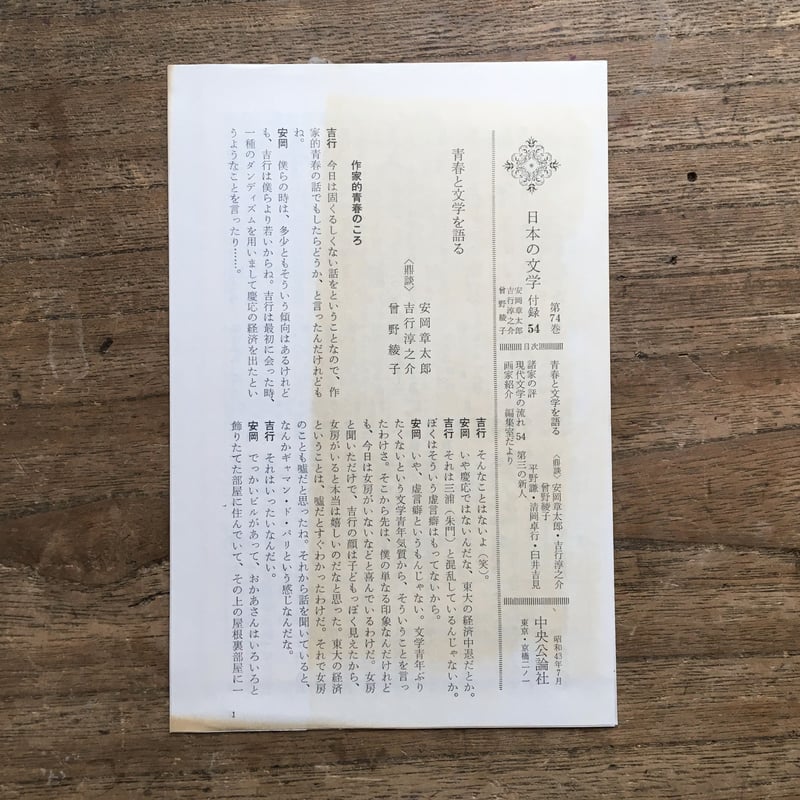 日本の文学 付録 54
第74巻
安岡章太郎
吉行淳之介
曾野綾子
目次
青春と文学を語る
〈鼎談〉安岡章太郎・吉行淳之介
曾野綾子
諸家の評
平野謙・清岡卓行・臼井吉見
現代文学の流れ 54 第三の新人
画家紹介 編集室だより
昭和43年7月
中央公論社
東京・京橋二ノ一
青春と文学を語る
〈鼎談〉
安岡章太郎
吉行淳之介
曾野綾子
作家的青春のころ
吉行 今日は固くるしくない話をということなので、作
家的青春の話でもしたらどうか、と言ったんだけれども
ね。
安岡 僕らの時は、多少ともそういう傾向はあるけれど
も、吉行は僕らより若いからね。吉行は最初に会った時、
一種のダンディズムを用いまして慶応の経済を出たとい
うようなことを言ったり……。
吉行 そんなことはないよ（笑）。
安岡 いや慶応ではないんだな、東大の経済中退だとか。
吉行 それは三浦（朱門）と混乱しているんじゃないか。
ぼくはそういう虚言癖はもってないから。
安岡 いや、虚言癖というもんじゃない。文学青年ぶり
たくないという文学青年気質から、そういうことを言っ
たわけさ。そこから先は、僕の単なる印象なんだけれど
も、今日は女房がいないなどと喜んでいるわけだ。女房
と聞いただけで、吉行の顔は子どもっぽく見えたから、
女房がいると本当は嬉しいのだなと思った。東大の経済
ということは、嘘だとすぐわかったわけだ。それで女房
のことも嘘だと思ったね。それから話を聞いていると、
なんかギャマン・ド・パリという感じなんだな。
吉行 それはいったいなんだい。
安岡 でっかいビルがあって、おかあさんはいろいろと
飾りたてた部屋に住んでいて、その上の屋根裏部屋に一
1